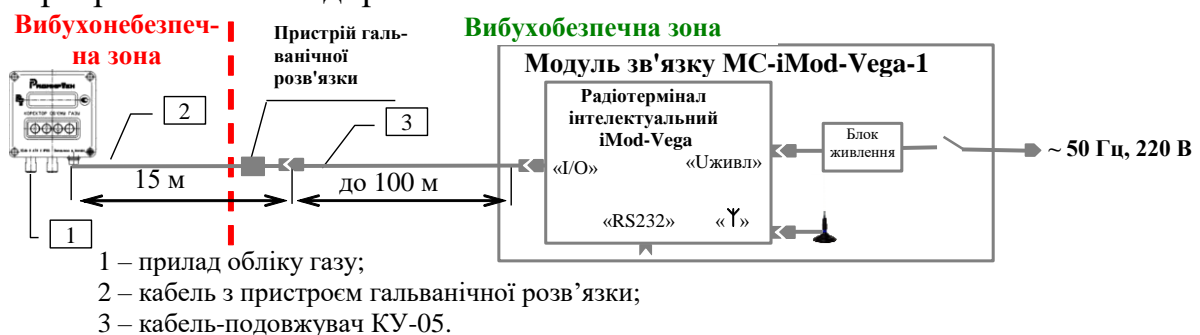 Вибухонебезпеч-
на зона
Пристрій галь-
ванічної
розв'язки
Вибухобезпечна зона
Модуль зв'язку MC-iMod-Vega-1
Радіотермінал
інтелектуальний
iMod-Vega
«I/O»
«Uживл»
«RS232»
« »
Блок
живлення
~ 50 Гц, 220 В
2
3
15 м
до 100 м
1
1 – прилад обліку газу;
2 – кабель з пристроєм гальванічної розв’язки;
3 – кабель-подовжувач КУ-05.